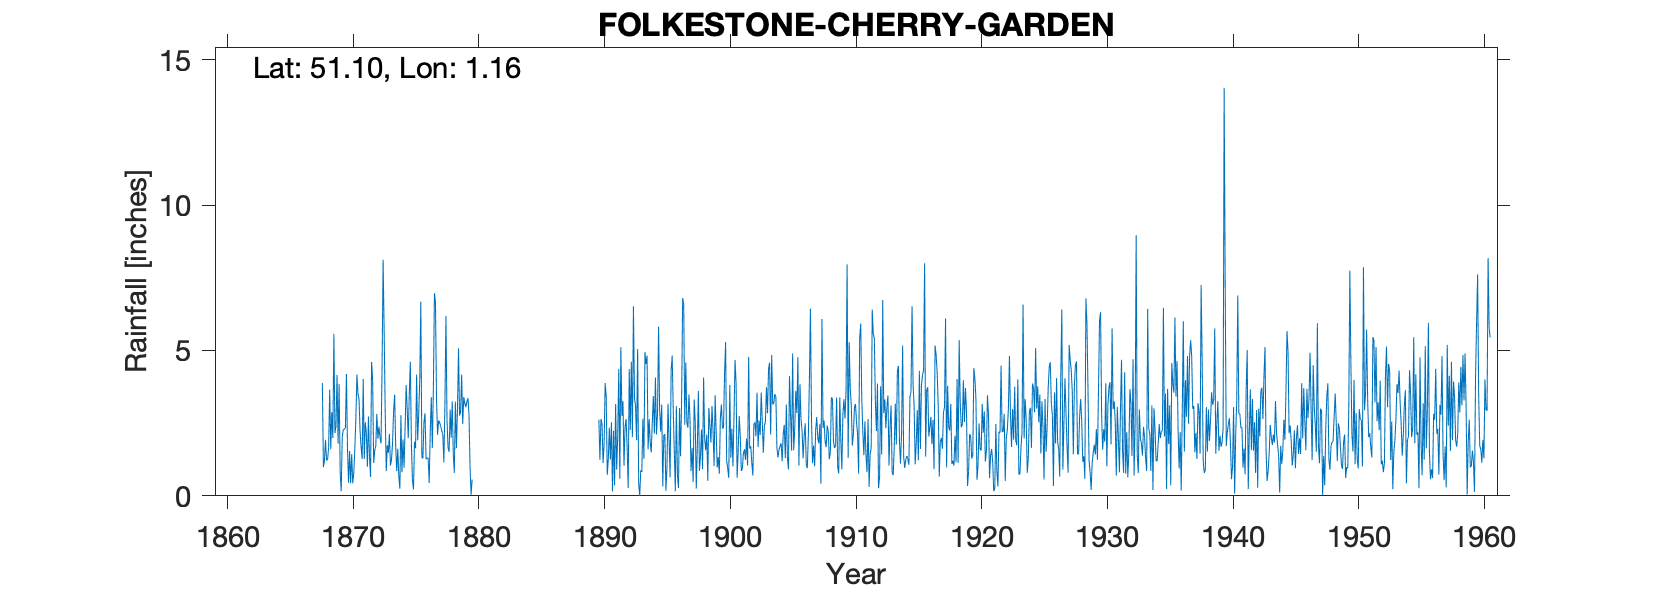 FOLKESTONE-CHERRY-GARDEN
Lat: 51.10, Lon: 1.16
15
10
5
0
Rainfall [inches]
1860 1870 1880 1890 1900 1910 1920 1930 1940 1950 1960
Year